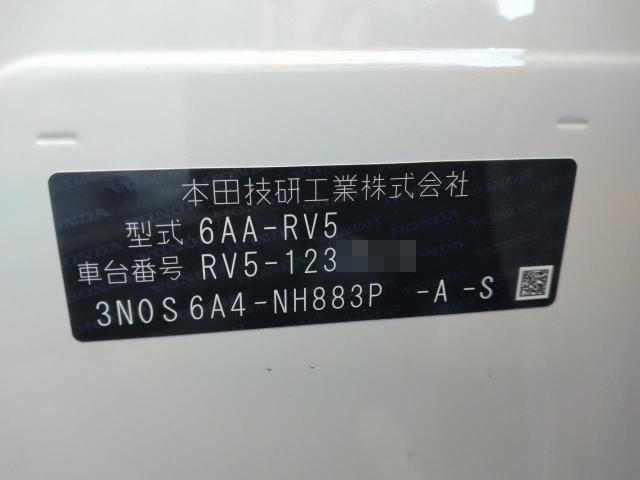 本田技研工業株式会社
型式 6AA-RV5
車台番号 RV5-123
3N0S6A4-NH883P -A -S